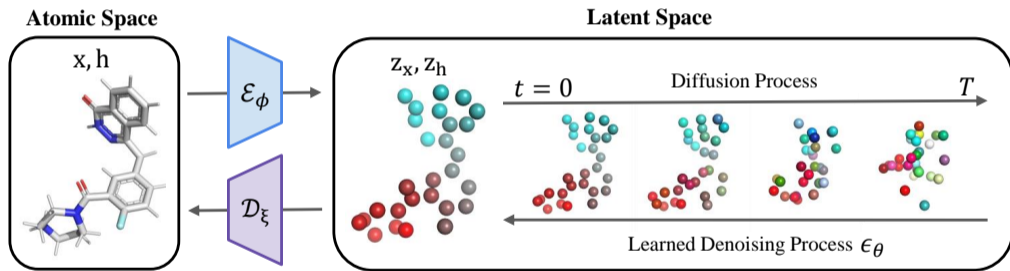 Atomic Space
Latent Space
x, h
ℰ_ϕ
𝒟_ξ
z_x, z_h
t = 0
Diffusion Process
T
Learned Denoising Process ϵ_θ